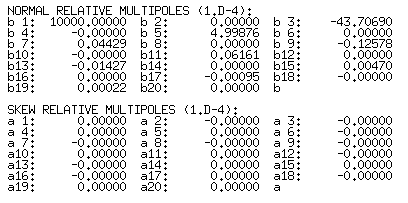 NORMAL RELATIVE MULTIPOLES (1.D-4):
b 1: 10000.00000 b 2: 0.00000 b 3: -43.70690
b 4: -0.00000 b 5: 4.99876 b 6: 0.00000
b 7: 0.04429 b 8: 0.00000 b 9: -0.12578
b10: -0.00000 b11: 0.06161 b12: 0.00000
b13: -0.01427 b14: 0.00000 b15: 0.00470
b16: 0.00000 b17: -0.00095 b18: -0.00000
b19: 0.00022 b20: 0.00000 b
SKEW RELATIVE MULTIPOLES (1.D-4):
a 1: 0.00000 a 2: -0.00000 a 3: -0.00000
a 4: 0.00000 a 5: 0.00000 a 6: -0.00000
a 7: -0.00000 a 8: -0.00000 a 9: 0.00000
a10: 0.00000 a11: 0.00000 a12: -0.00000
a13: -0.00000 a14: 0.00000 a15: 0.00000
a16: -0.00000 a17: 0.00000 a18: -0.00000
a19: 0.00000 a20: 0.00000 a